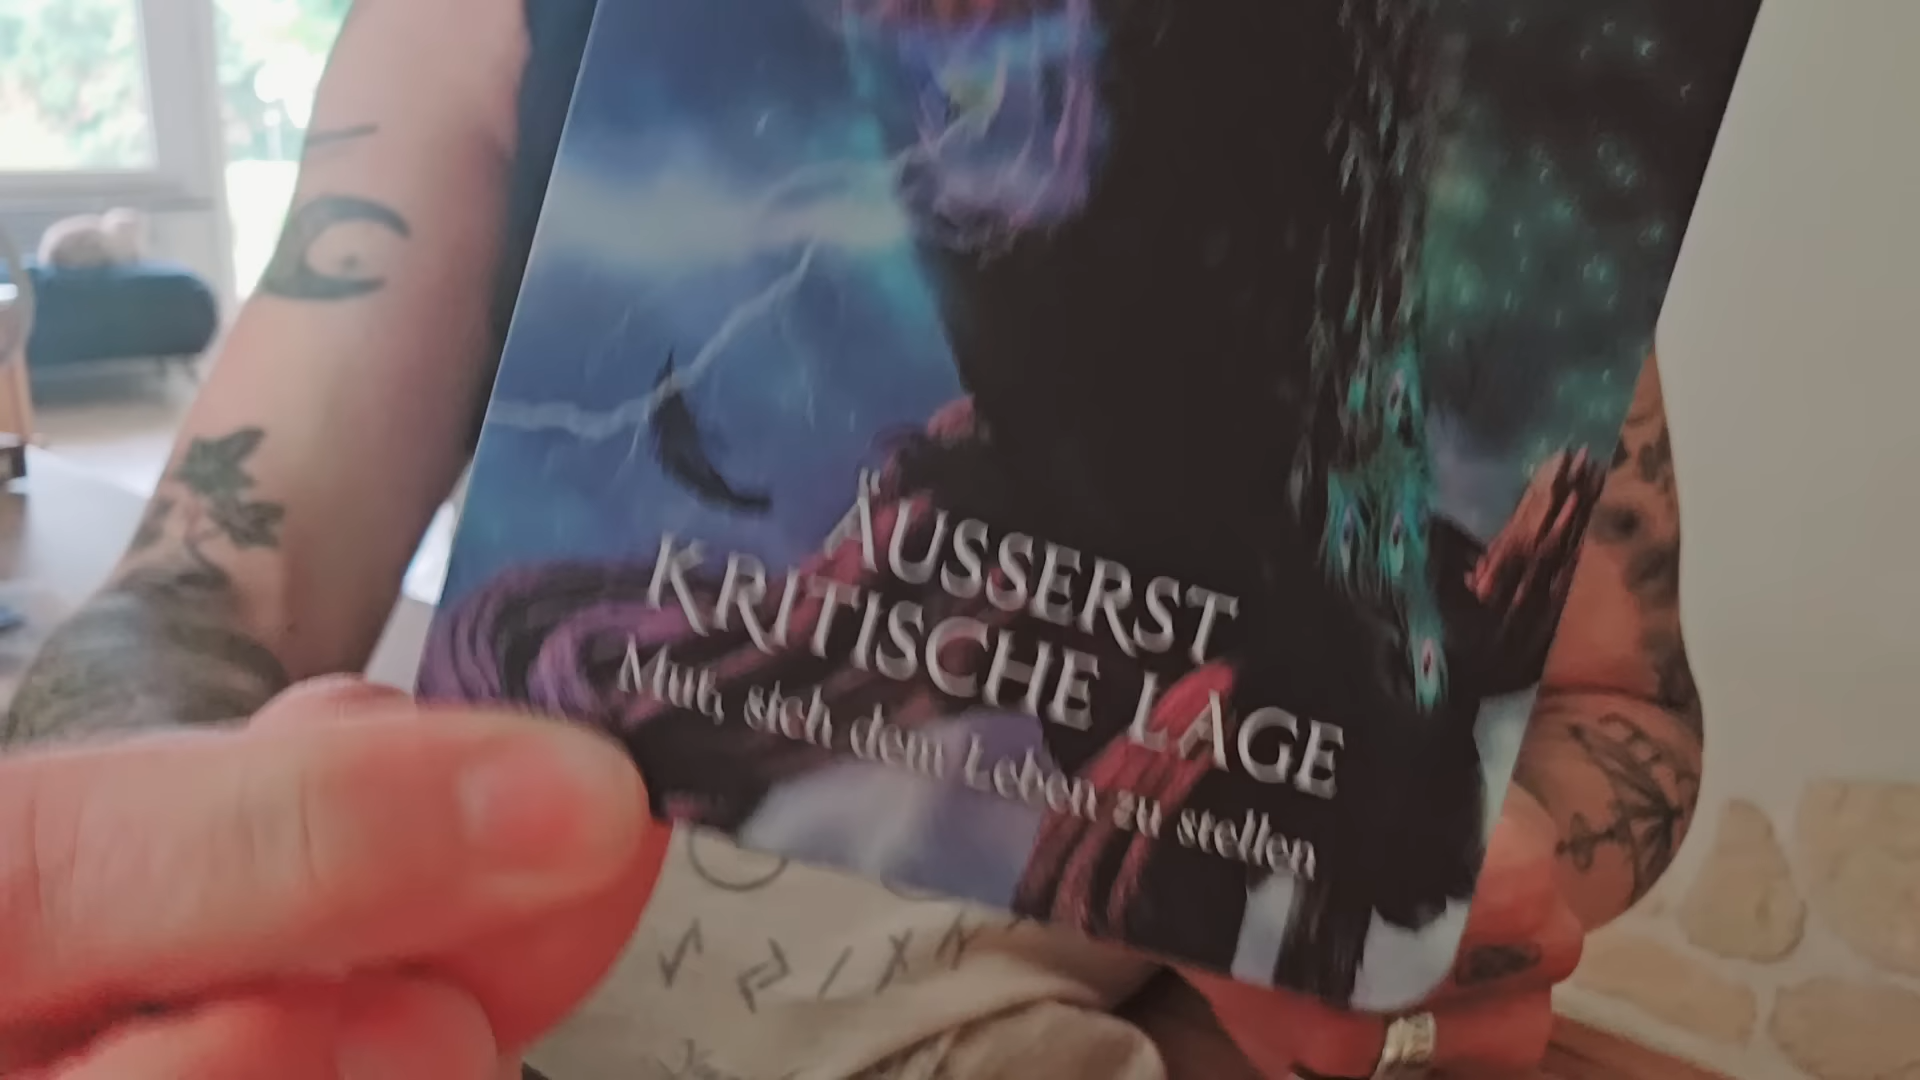 ÄUSSERST
KRITISCHE LAGE
Mut, sich dem Leben zu stellen